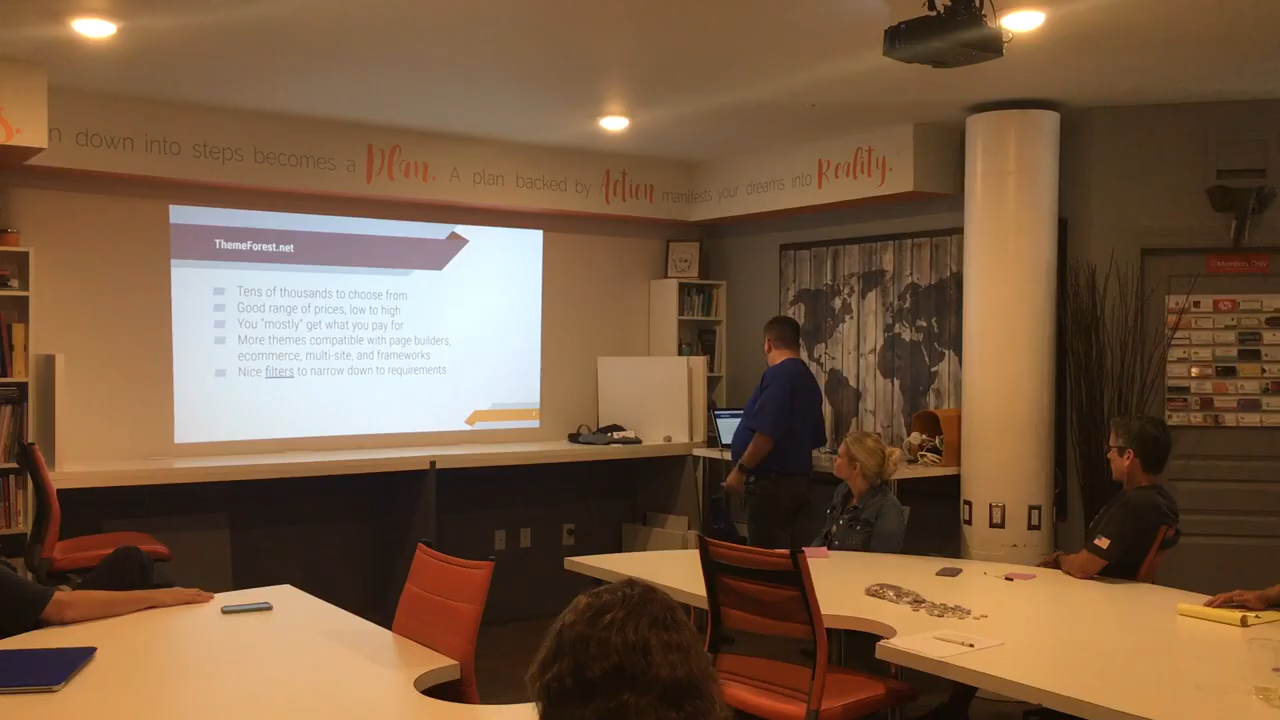 s.
n down into steps becomes a Plan. A plan backed by Action manifests your dreams into Reality.
ThemeForest.net
Tens of thousands to choose from
Good range of prices, low to high
You "mostly" get what you pay for
More themes compatible with page builders,
ecommerce, multi-site, and frameworks
Nice filters to narrow down to requirements
Members Only